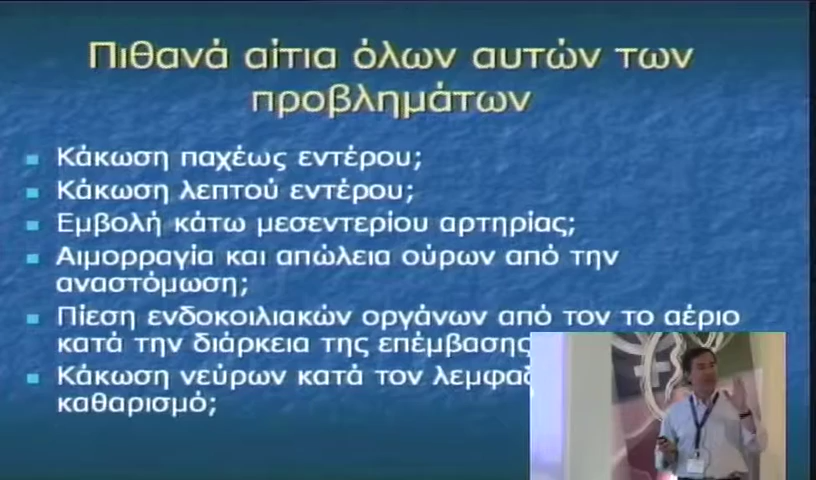 Πιθανά αίτια όλων αυτών των
προβλημάτων
Κάκωση παχέως εντέρου;
Κάκωση λεπτού εντέρου;
Εμβολή κάτω μεσεντερίου αρτηρίας;
Αιμορραγία και απώλεια ούρων από την
αναστόμωση;
Πίεση ενδοκοιλιακών οργάνων από τον το αέριο
κατά την διάρκεια της επέμβασης
Κάκωση νεύρων κατά τον
καθαρισμό;